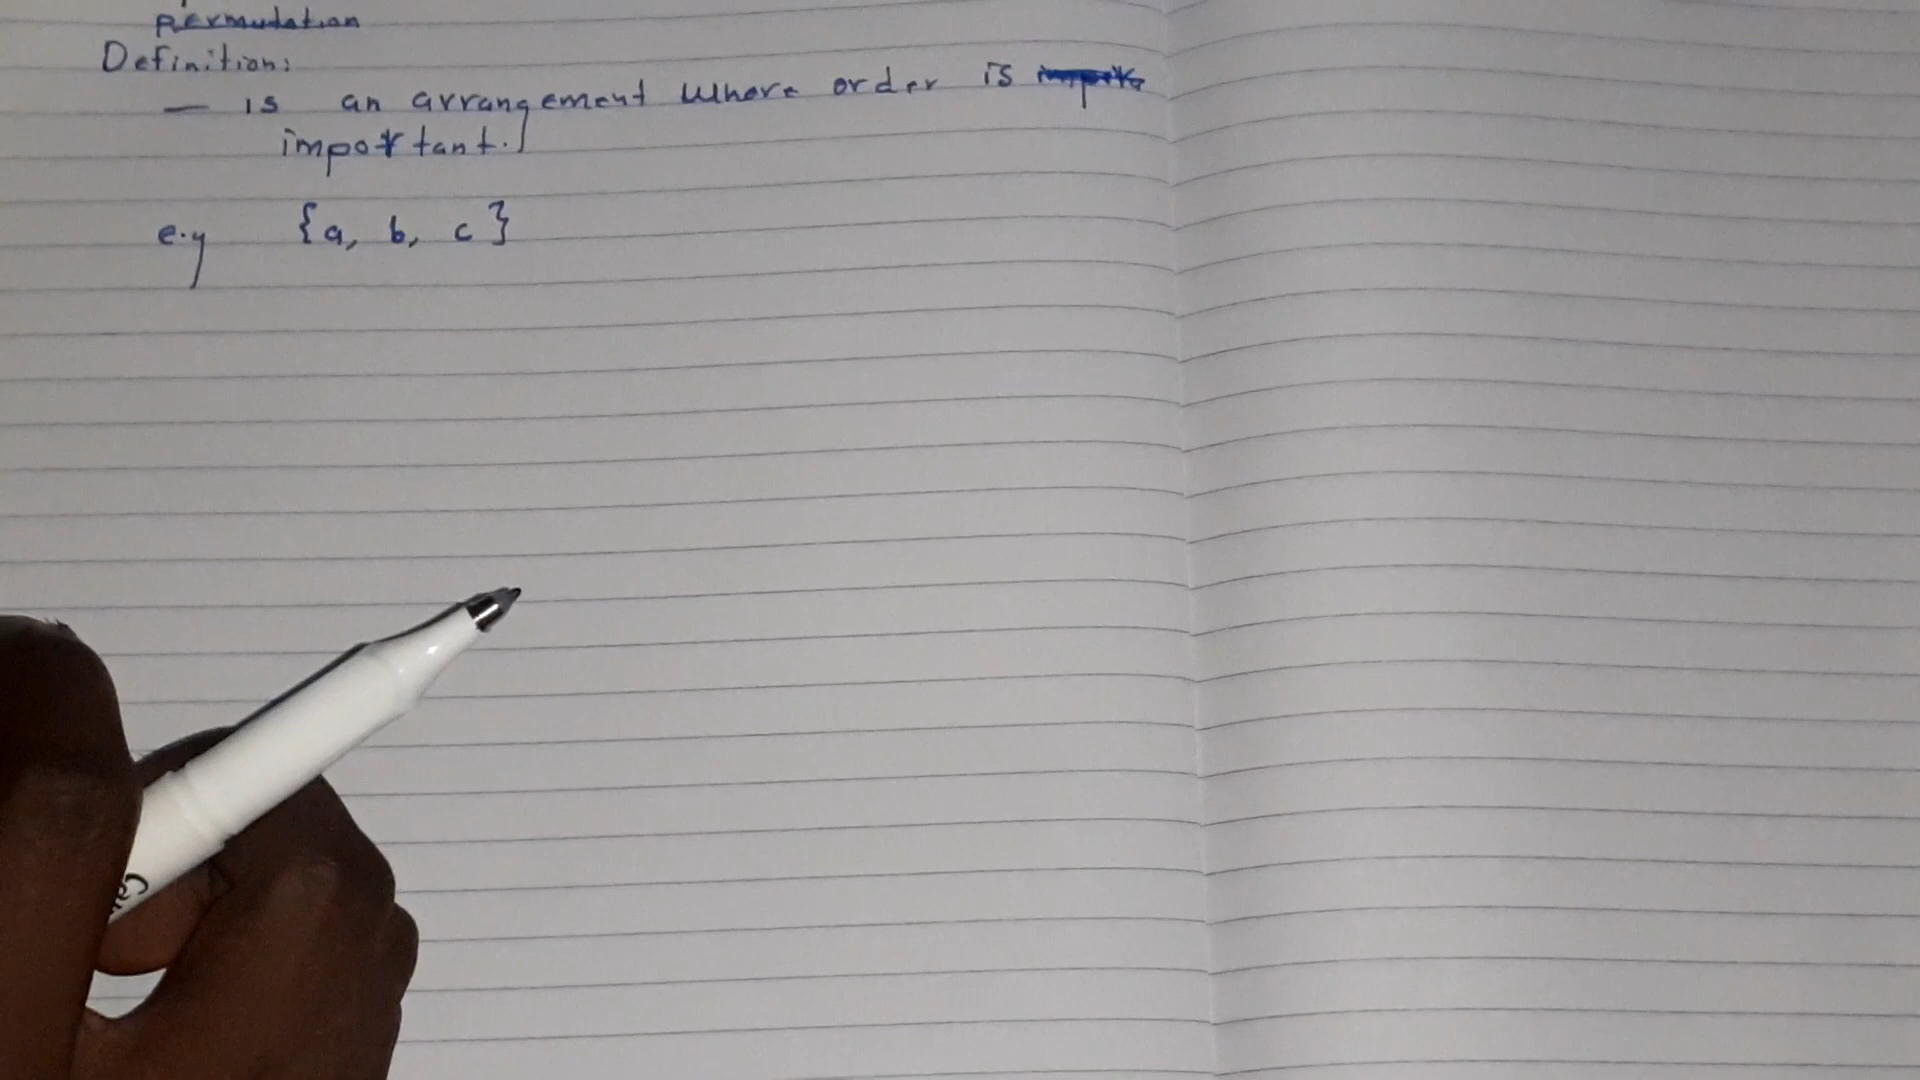 Permutation
Definition:
— is an arrangement where order is
important.
e.g {a, b, c}